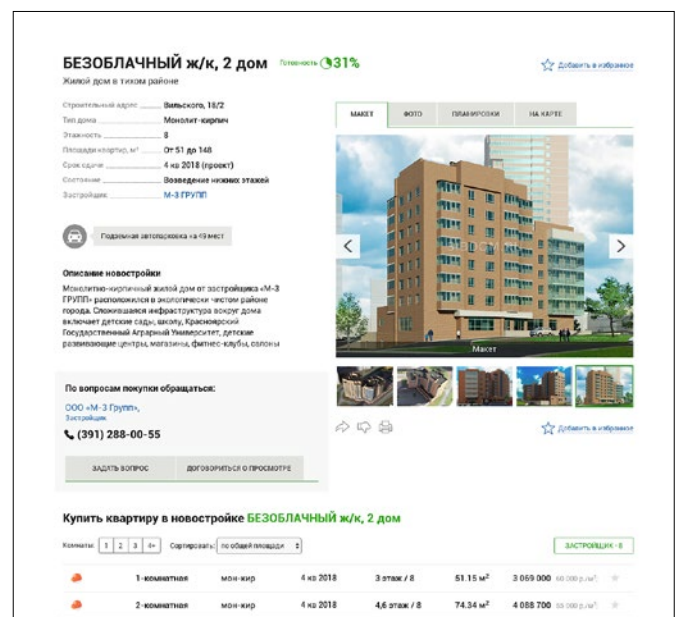 БЕЗОБЛАЧНЫЙ ж/к, 2 дом Готовность 31% Добавить в избранное
Жилой дом в тихом районе
Строительный адрес Вильского, 18/2
Тип дома Монолит-кирпич
Этажность 8
Площади квартир, м² От 51 до 148
Срок сдачи 4 кв 2018 (проект)
Состояние Возведение нижних этажей
Застройщик М-3 ГРУПП
МАКЕТ ФОТО ПЛАНИРОВКИ НА КАРТЕ
Подземная автопарковка на 49 мест
Описание новостройки
Монолитно-кирпичный жилой дом от застройщика «М-3
ГРУПП» расположился в экологически чистом районе
города. Сложившаяся инфраструктура вокруг дома
включает детские сады, школу, Красноярский
Государственный Аграрный Университет, детские
развивающие центры, магазины, фитнес-клубы, салоны
Макет
По вопросам покупки обращаться:
ООО «М-3 Групп»,
Застройщик
(391) 288-00-55
ЗАДАТЬ ВОПРОС ДОГОВОРИТЬСЯ О ПРОСМОТРЕ
Добавить в избранное
Купить квартиру в новостройке БЕЗОБЛАЧНЫЙ ж/к, 2 дом
Комнаты: 1 2 3 4+ Сортировать: по общей площади ЗАСТРОЙЩИК - 8
1-комнатная мон-кир 4 кв 2018 3 этаж / 8 51.15 м² 3 069 000 60 000 р./м²
2-комнатная мон-кир 4 кв 2018 4,6 этаж / 8 74.34 м² 4 088 700 55 000 р./м²